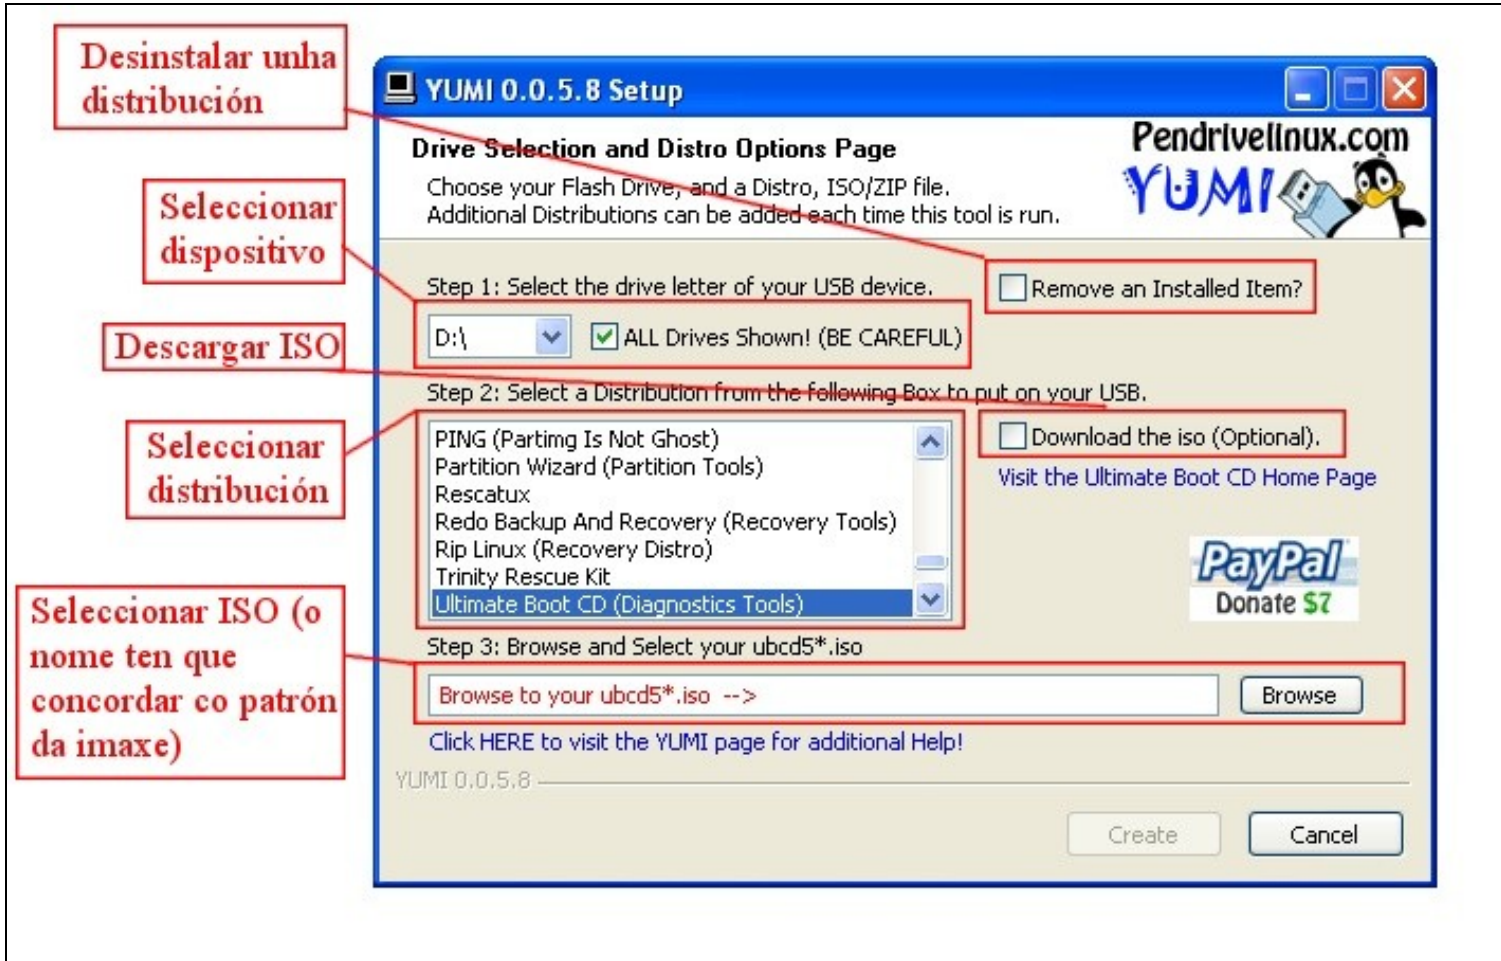 Desinstalar unha
distribución
YUMI 0.0.5.8 Setup
Drive Selection and Distro Options Page
Choose your Flash Drive, and a Distro, ISO/ZIP file.
Additional Distributions can be added each time this tool is run.
Pendrivelinux.com
YUMI
Seleccionar
dispositivo
Step 1: Select the drive letter of your USB device.
Remove an Installed Item?
D:\
ALL Drives Shown! (BE CAREFUL)
Descargar ISO
Step 2: Select a Distribution from the following Box to put on your USB.
Seleccionar
distribución
PING (Partimg Is Not Ghost)
Partition Wizard (Partition Tools)
Rescatux
Redo Backup And Recovery (Recovery Tools)
Rip Linux (Recovery Distro)
Trinity Rescue Kit
Ultimate Boot CD (Diagnostics Tools)
Download the iso (Optional).
Visit the Ultimate Boot CD Home Page
PayPal
Donate $7
Seleccionar ISO (o
nome ten que
concordar co patrón
da imaxe)
Step 3: Browse and Select your ubcd5*.iso
Browse to your ubcd5*.iso -->
Browse
Click HERE to visit the YUMI page for additional Help!
YUMI 0.0.5.8
Create
Cancel